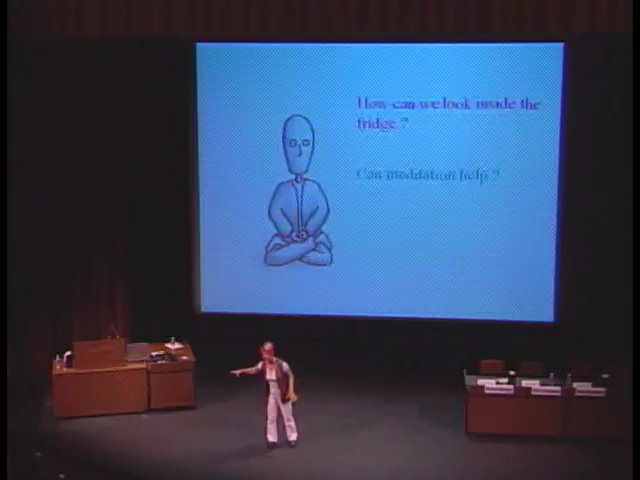 How can we look inside the
fridge ?
Can meditation help ?